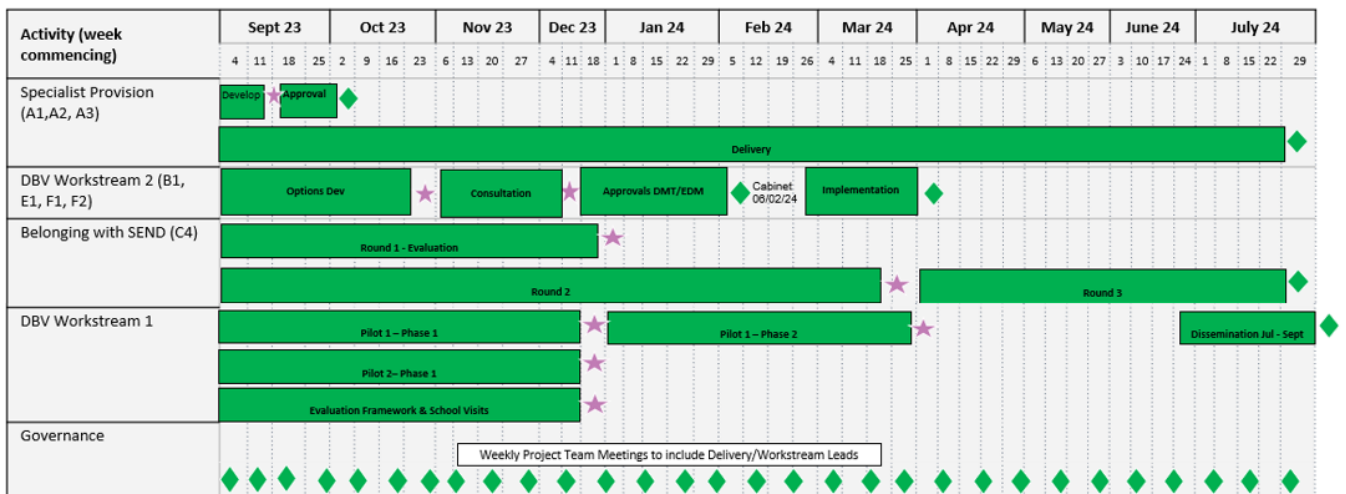 Activity (week
commencing)
Sept 23 Oct 23 Nov 23 Dec 23 Jan 24 Feb 24 Mar 24 Apr 24 May 24 June 24 July 24
4 11 18 25 2 9 16 23 6 13 20 27 4 11 18 1 8 15 22 29 5 12 19 26 4 11 18 25 1 8 15 22 29 6 13 20 27 3 10 17 24 1 8 15 22 29
Specialist Provision
(A1,A2, A3)
Develop Approval
Delivery
DBV Workstream 2 (B1,
E1, F1, F2)
Options Dev Consultation Approvals DMT/EDM Cabinet
06/02/24
Implementation
Belonging with SEND (C4)
Round 1 - Evaluation
Round 2 Round 3
DBV Workstream 1
Pilot 1 – Phase 1 Pilot 1 – Phase 2 Dissemination Jul - Sept
Pilot 2– Phase 1
Evaluation Framework & School Visits
Governance
Weekly Project Team Meetings to include Delivery/Workstream Leads